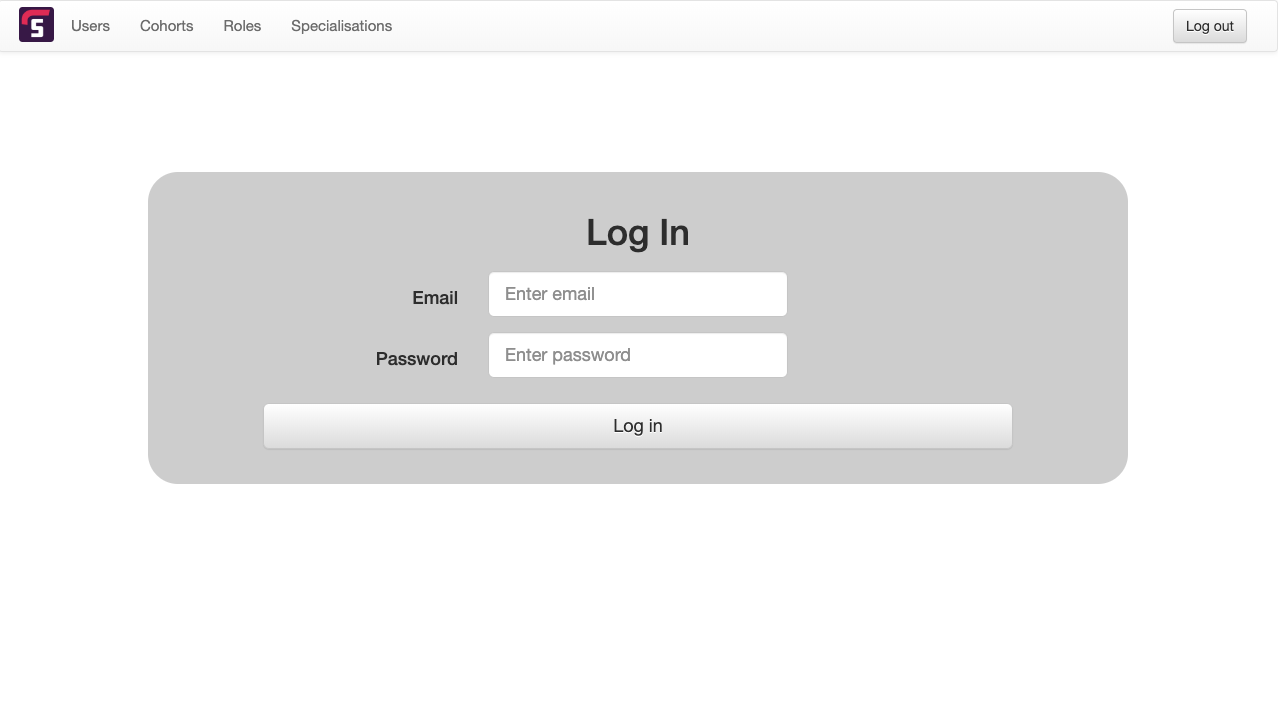 S Users Cohorts Roles Specialisations Log out
Log In
Email Enter email
Password Enter password
Log in